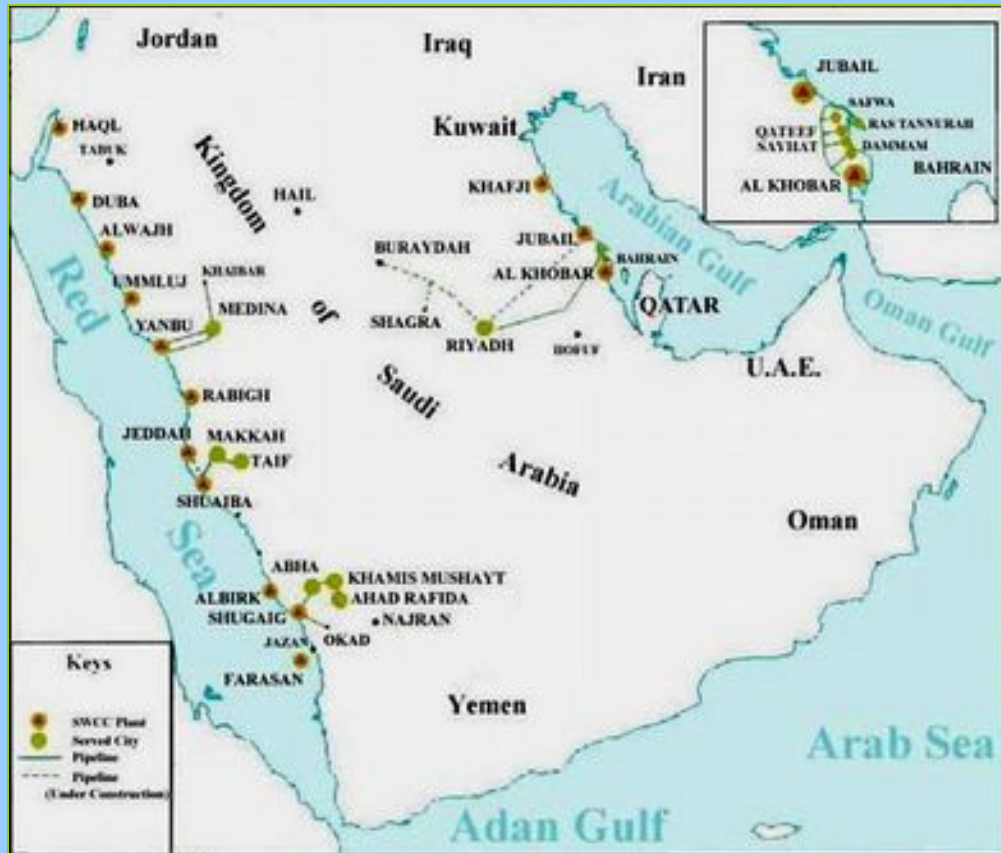 Jordan
Iraq
Iran
Kuwait
Kingdom
of
Saudi
Arabia
HAQL
TABUK
DUBA
ALWAJH
UMMLUJ
KHAIBAR
MEDINA
YANBU
RABIGH
JEDDAH
MAKKAH
TAIF
SHUAIBA
HAIL
BURAYDAH
SHAGRA
RIYADH
HOFUF
KHAFJI
JUBAIL
AL KHOBAR
BAHRAIN
QATAR
Arabian Gulf
Oman Gulf
U.A.E.
Oman
Red
Sea
ABHA
KHAMIS MUSHAYT
ALBIRK
AHAD RAFIDA
SHUGAIG
NAJRAN
OKAD
JAZAN
FARASAN
Yemen
Arab Sea
Adan Gulf
JUBAIL
SAFWA
RAS TANNURAH
QATEEF
SAYHAT
DAMMAM
AL KHOBAR
BAHRAIN
Keys
SWCC Plant
Served City
Pipeline
Pipeline
(Under Construction)